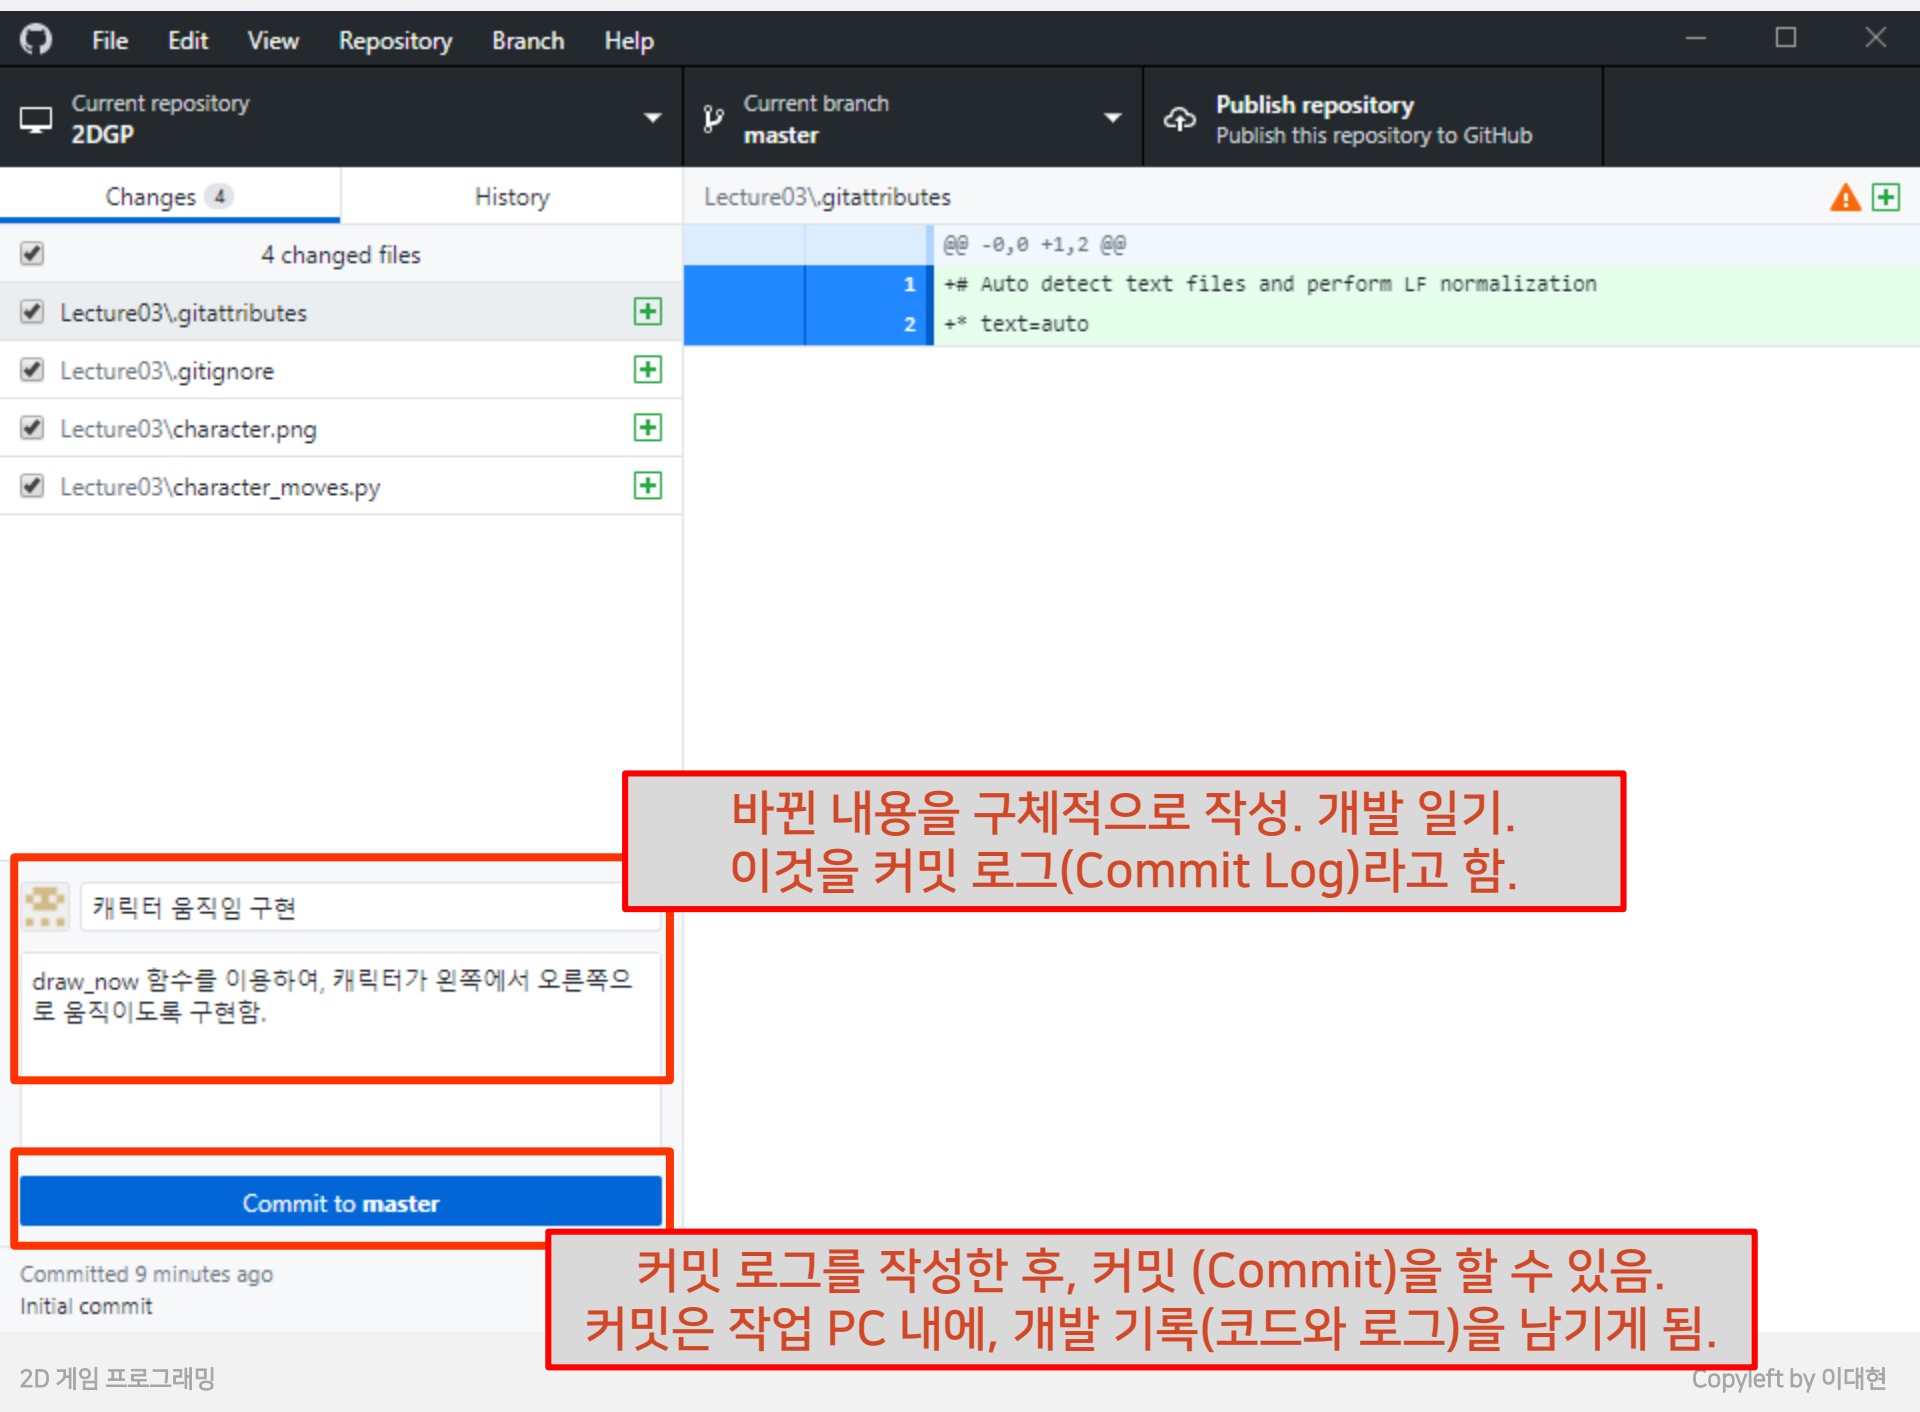 File Edit View Repository Branch Help
Current repository
2DGP
Current branch
master
Publish repository
Publish this repository to GitHub
Changes 4
History
Lecture03\.gitattributes
4 changed files
Lecture03\.gitattributes
Lecture03\.gitignore
Lecture03\character.png
Lecture03\character_moves.py
@@ -0,0 +1,2 @@
1 +# Auto detect text files and perform LF normalization
2 +* text=auto
바뀐 내용을 구체적으로 작성. 개발 일기.
이것을 커밋 로그(Commit Log)라고 함.
캐릭터 움직임 구현
draw_now 함수를 이용하여, 캐릭터가 왼쪽에서 오른쪽으
로 움직이도록 구현함.
Commit to master
커밋 로그를 작성한 후, 커밋 (Commit)을 할 수 있음.
커밋은 작업 PC 내에, 개발 기록(코드와 로그)을 남기게 됨.
Committed 9 minutes ago
Initial commit
2D 게임 프로그래밍
Copyleft by 이대현